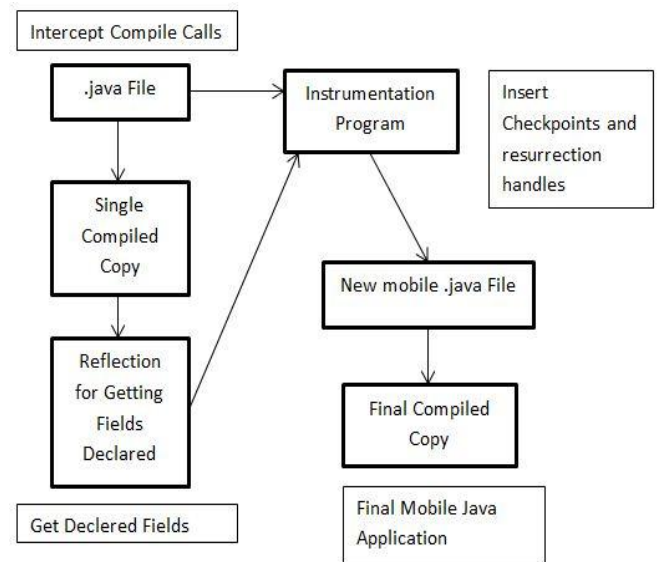 Intercept Compile Calls
.java File
Instrumentation
Program
Insert
Checkpoints and
resurrection
handles
Single
Compiled
Copy
New mobile .java File
Reflection
for Getting
Fields
Declared
Final Compiled
Copy
Get Declered Fields
Final Mobile Java
Application